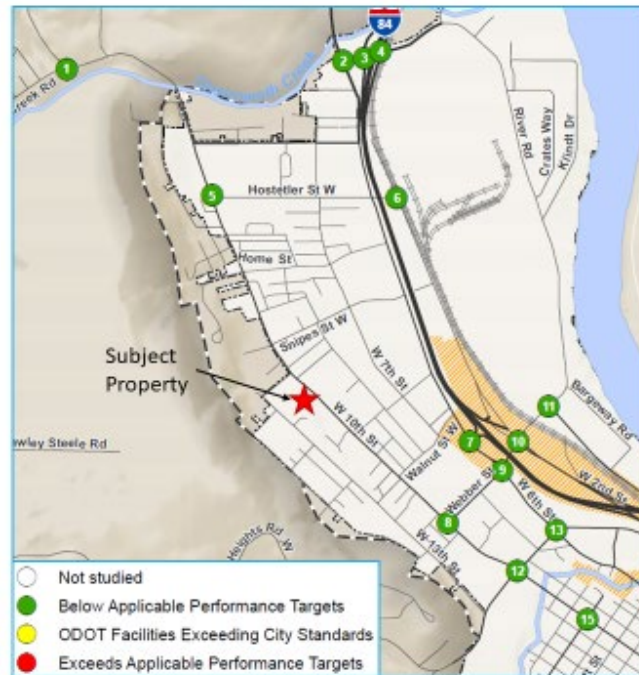 84
1
2
3
4
Creek Rd
River Rd
Crates Way
Klindt Dr
5
Hostetler St W
6
Home St
Snipes St W
Subject
Property
W 7th St
W 10th St
11
Bargeway Rd
Walnut St W
7
10
W 2nd St
9
Webber St
W 6th St
8
13
W 13th St
12
15
Heights Rd W
Steele Rd
Not studied
Below Applicable Performance Targets
ODOT Facilities Exceeding City Standards
Exceeds Applicable Performance Targets